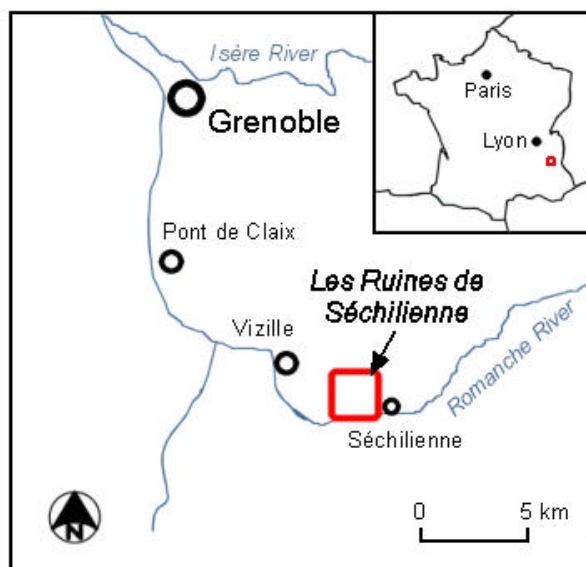 Isère River
Grenoble
Paris
Lyon
Pont de Claix
Les Ruines de
Séchilienne
Vizille
Romanche River
Séchilienne
N
0 5 km